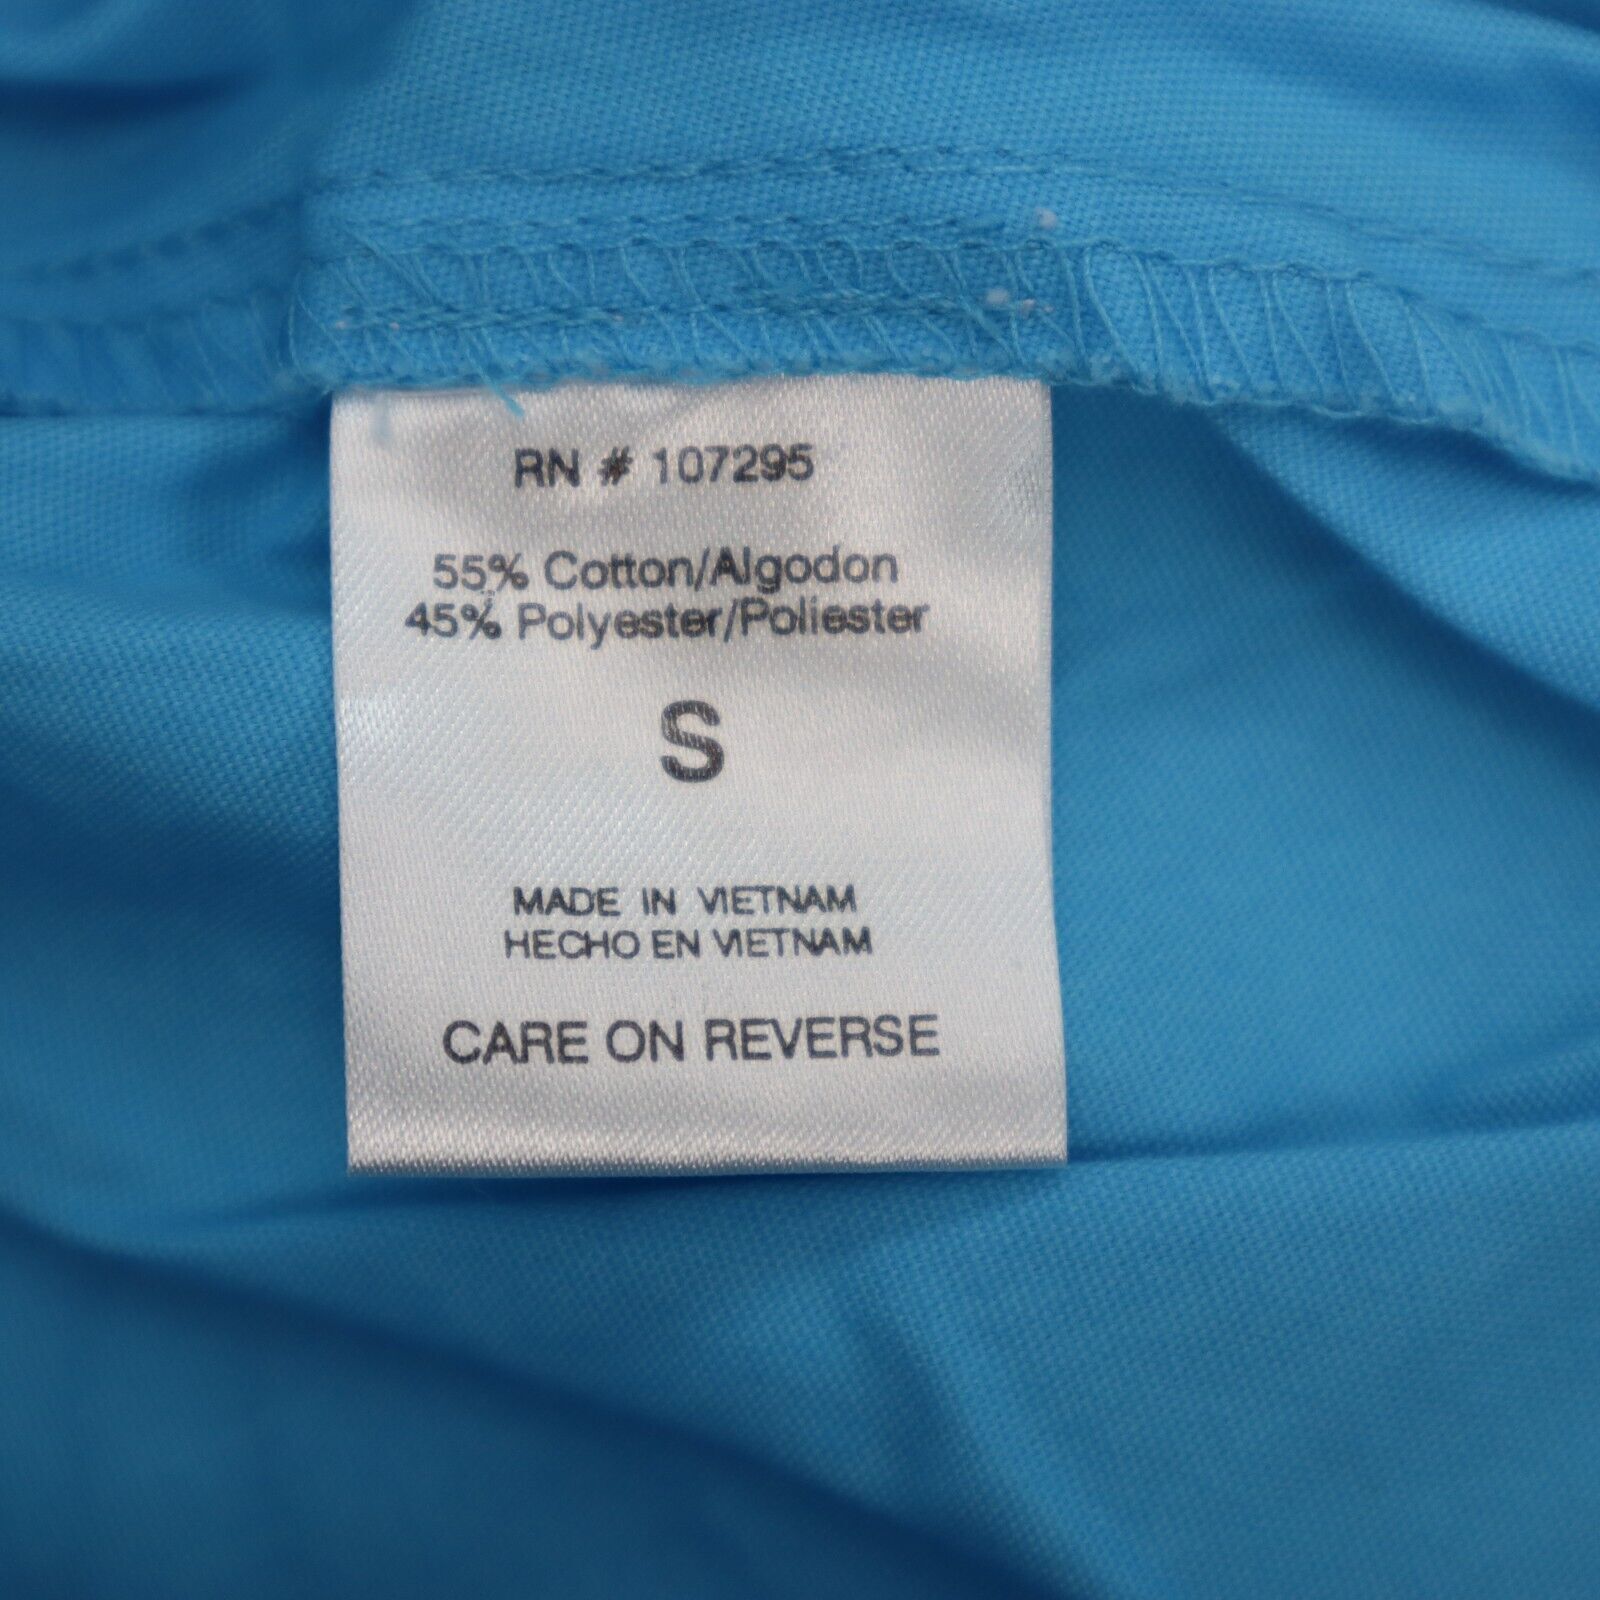 RN # 107295
55% Cotton/Algodon
45% Polyester/Poliester
S
MADE IN VIETNAM
HECHO EN VIETNAM
CARE ON REVERSE